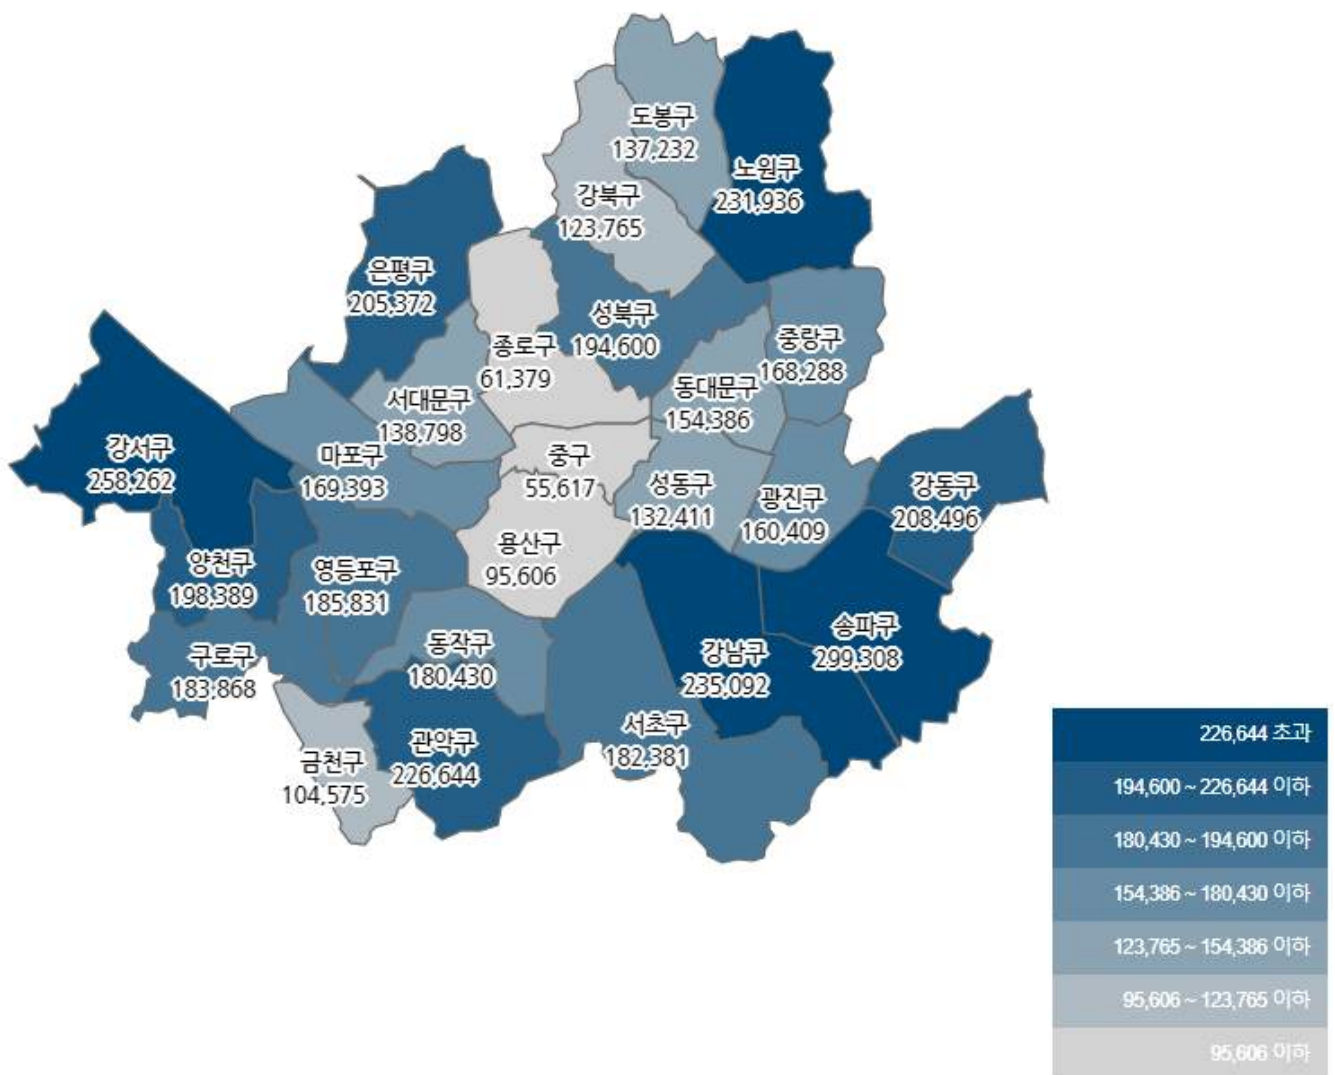 도봉구
137,232
노원구
231,936
강북구
123,765
은평구
205,372
성북구
194,600
종로구
61,379
중랑구
168,288
서대문구
138,798
동대문구
154,386
강서구
258,262
마포구
169,393
중구
55,617
성동구
132,411
광진구
160,409
강동구
208,496
양천구
198,389
영등포구
185,831
용산구
95,606
구로구
183,868
동작구
180,430
강남구
235,092
송파구
299,308
금천구
104,575
관악구
226,644
서초구
182,381
226,644 초과
194,600 ~ 226,644 이하
180,430 ~ 194,600 이하
154,386 ~ 180,430 이하
123,765 ~ 154,386 이하
95,606 ~ 123,765 이하
95,606 이하